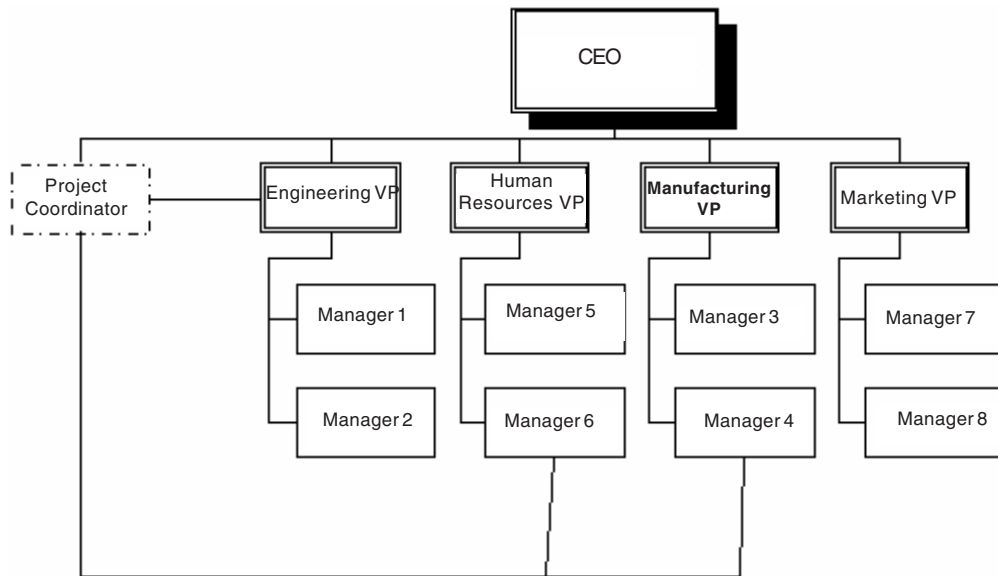 CEO
Project
Coordinator
Engineering VP
Human
Resources VP
Manufacturing
VP
Marketing VP
Manager 1
Manager 5
Manager 3
Manager 7
Manager 2
Manager 6
Manager 4
Manager 8